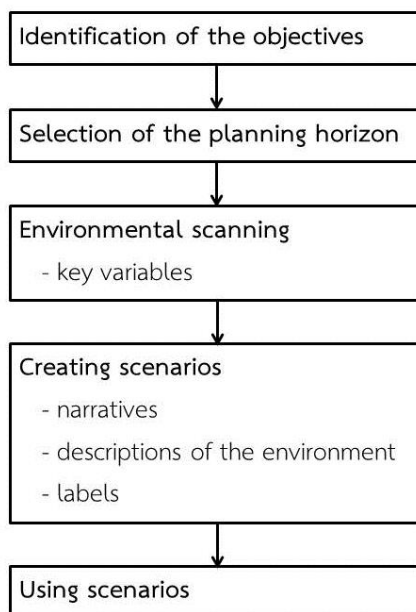 Identification of the objectives
Selection of the planning horizon
Environmental scanning
- key variables
Creating scenarios
- narratives
- descriptions of the environment
- labels
Using scenarios